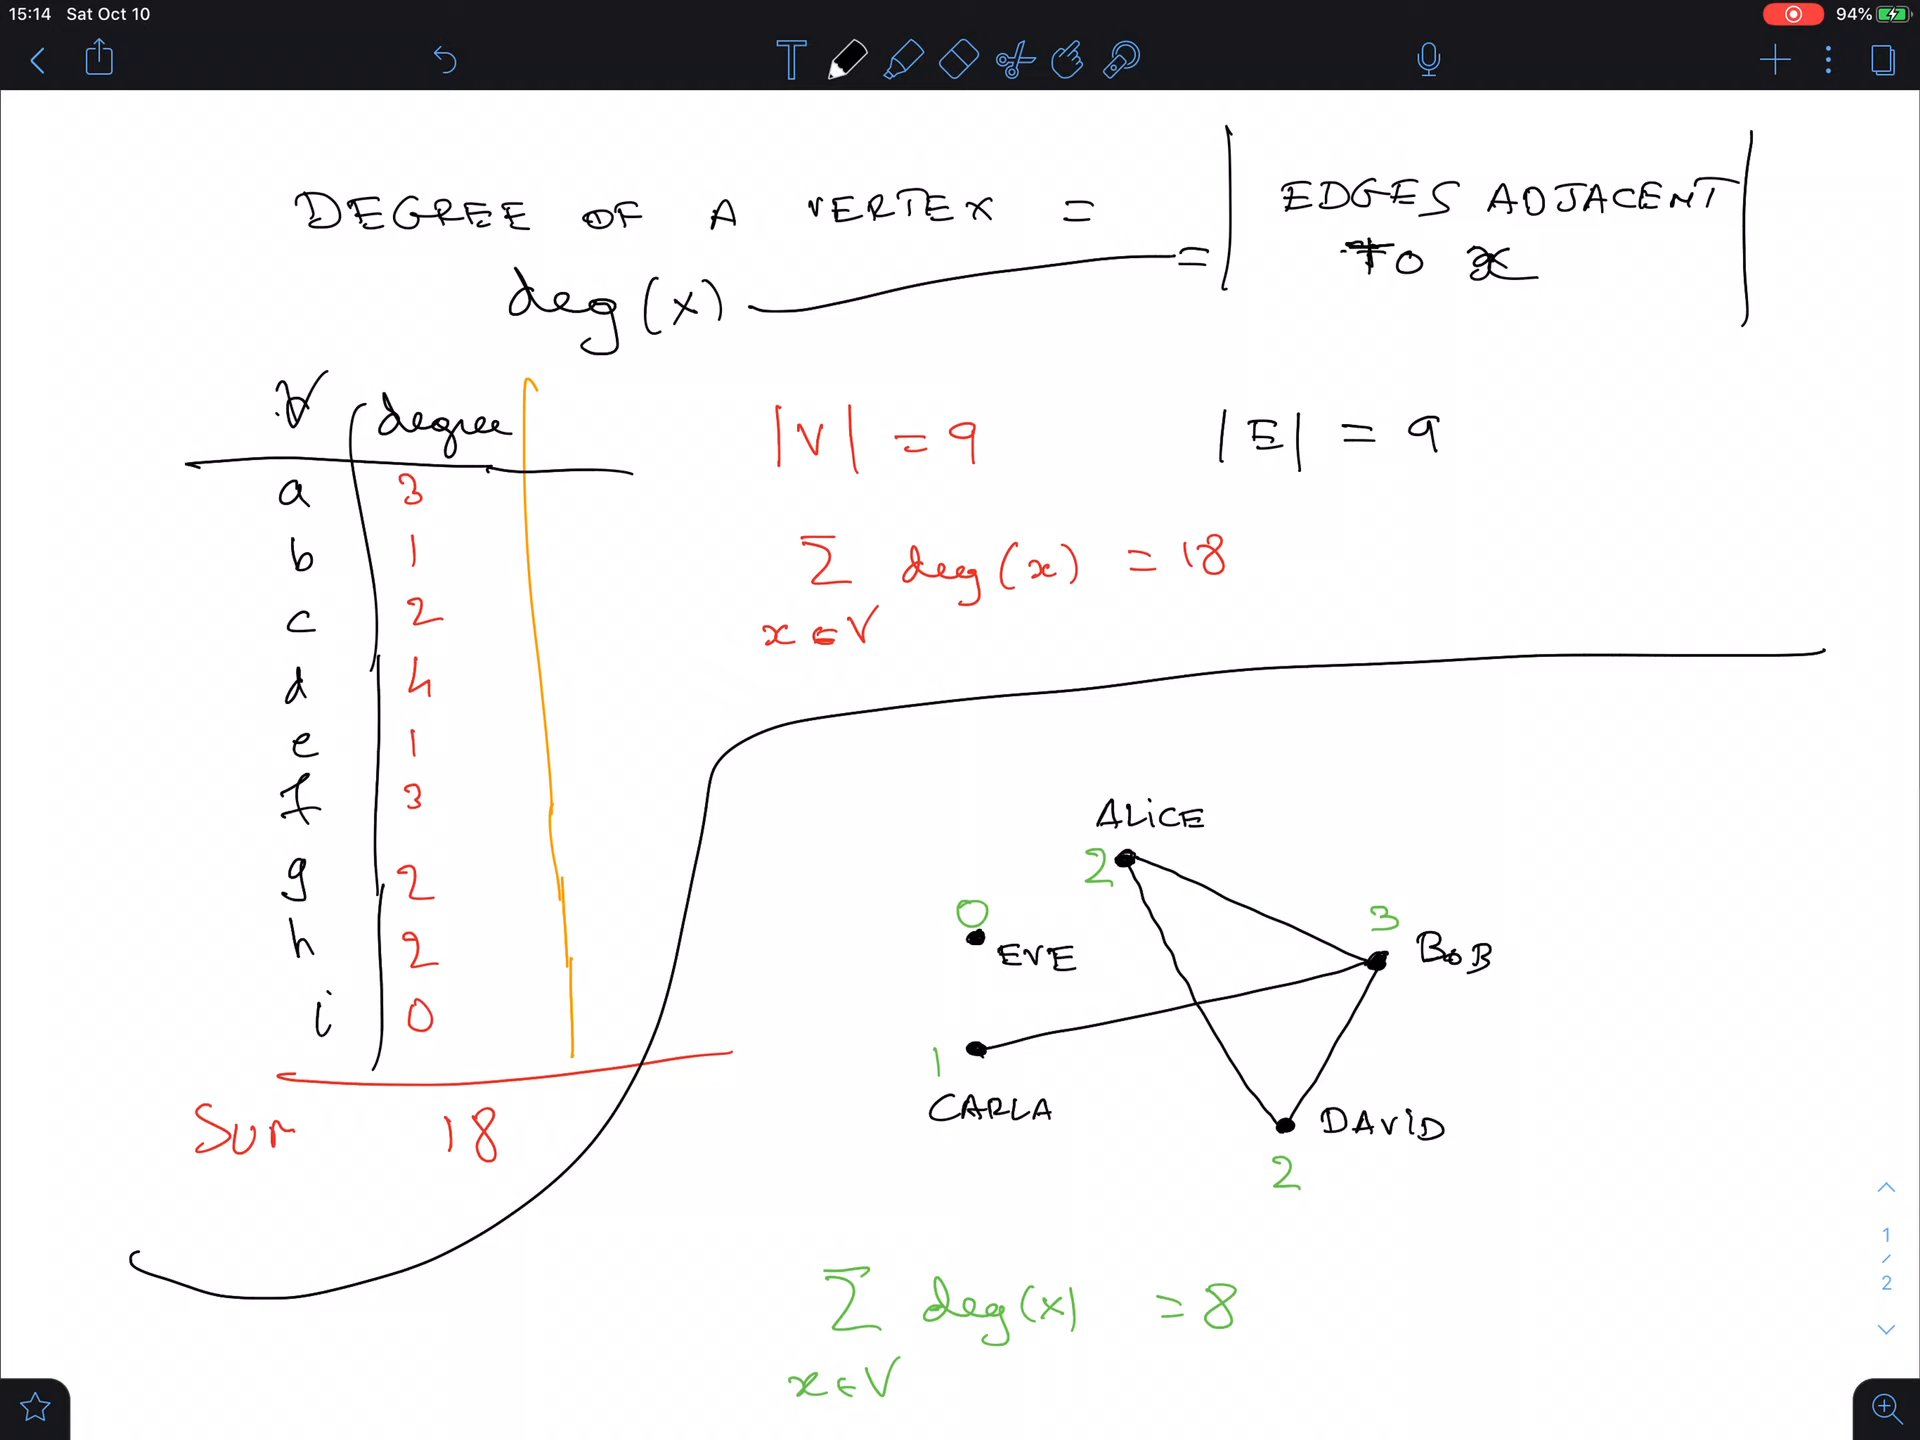 15:14 Sat Oct 10
94%
DEGREE OF A VERTEX =
deg(x) =
EDGES ADJACENT
TO x
V degree
a 3
b 1
c 2
d 4
e 1
f 3
g 2
h 2
i 0
Sum 18
|V| = 9
|E| = 9
Σ deg(x) = 18
x∈V
ALiCE
2
0
EVE
3
BOB
1
CARLA
DAViD
2
Σ deg(x) = 8
x∈V
1
/
2